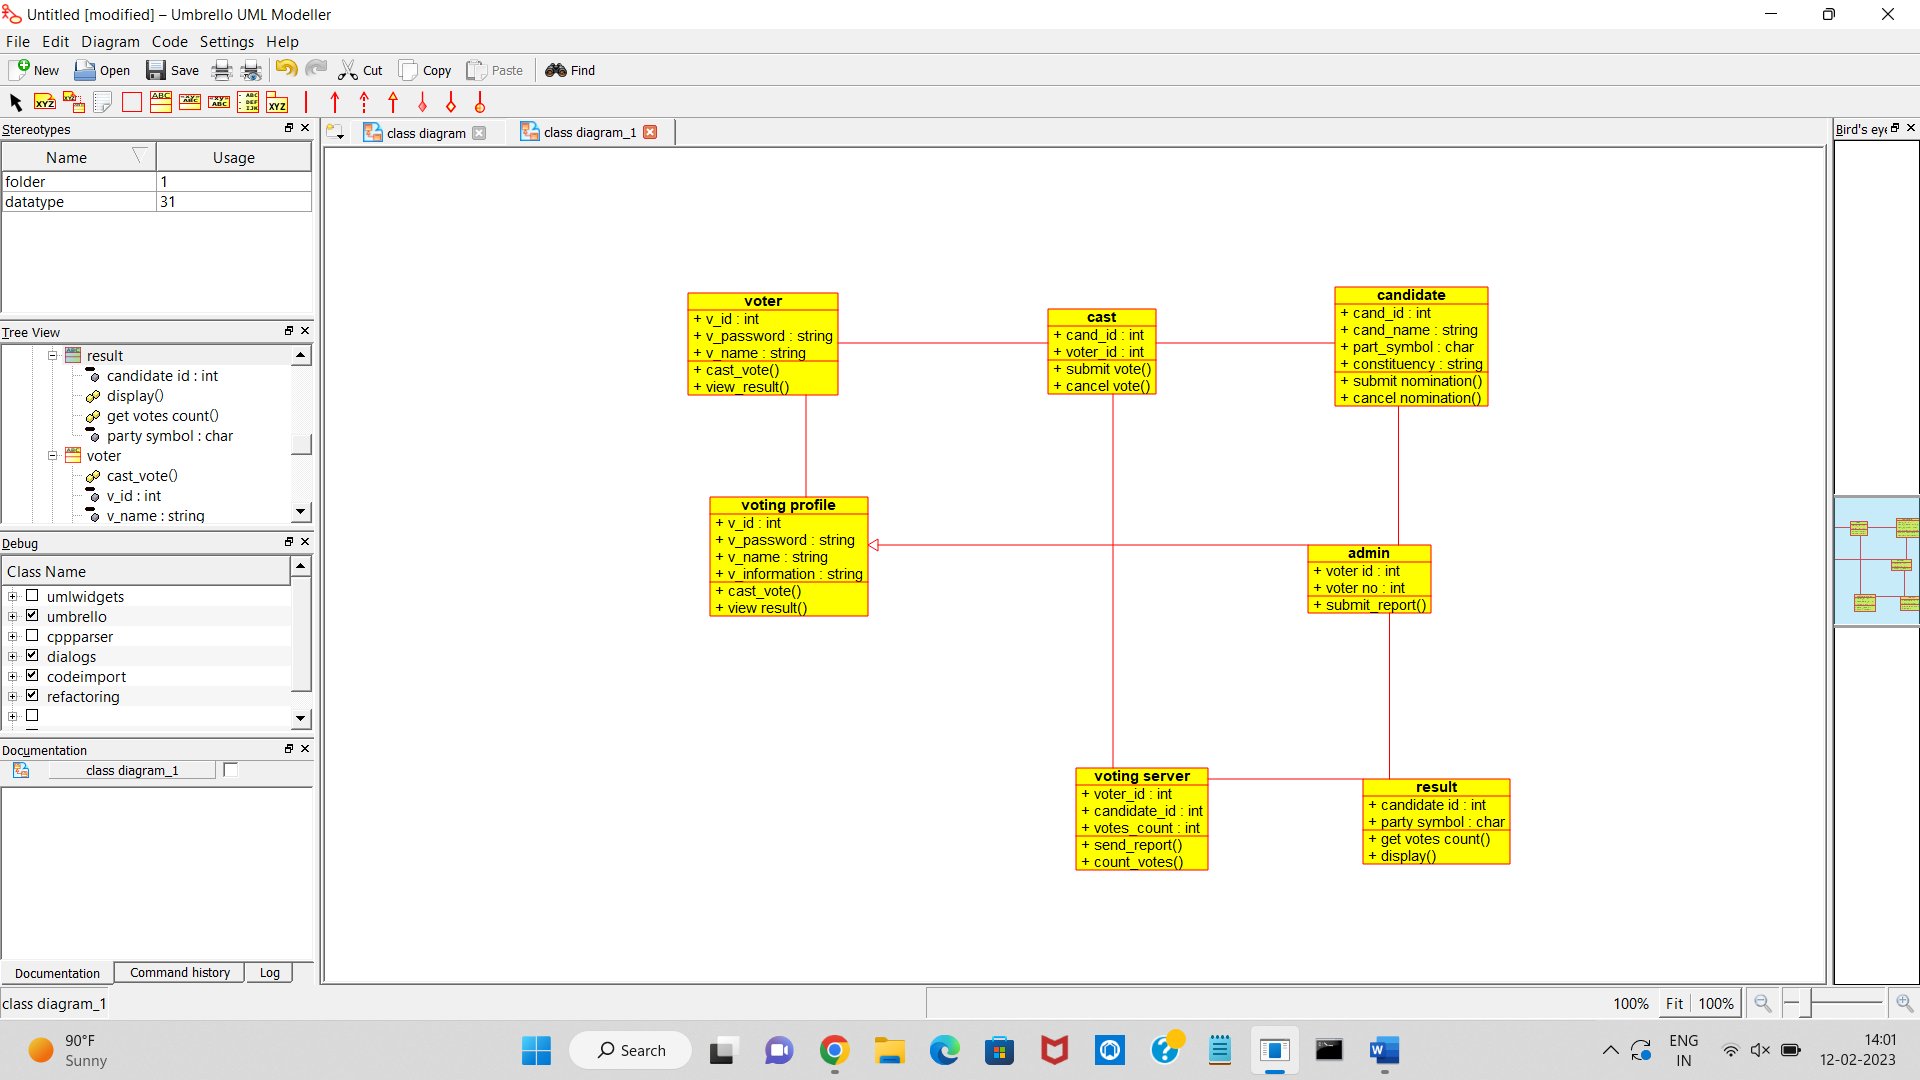 Untitled [modified] – Umbrello UML Modeller
File Edit Diagram Code Settings Help
New Open Save Cut Copy Paste Find
Stereotypes
Name Usage
folder 1
datatype 31
Tree View
result
candidate id : int
display()
get votes count()
party symbol : char
voter
cast_vote()
v_id : int
v_name : string
Debug
Class Name
umlwidgets
umbrello
cppparser
dialogs
codeimport
refactoring
Documentation
class diagram_1
Documentation Command history Log
class diagram_1
class diagram class diagram_1
voter
+ v_id : int
+ v_password : string
+ v_name : string
+ cast_vote()
+ view_result()
cast
+ cand_id : int
+ voter_id : int
+ submit vote()
+ cancel vote()
candidate
+ cand_id : int
+ cand_name : string
+ part_symbol : char
+ constituency : string
+ submit nomination()
+ cancel nomination()
voting profile
+ v_id : int
+ v_password : string
+ v_name : string
+ v_information : string
+ cast_vote()
+ view result()
admin
+ voter id : int
+ voter no : int
+ submit_report()
voting server
+ voter_id : int
+ candidate_id : int
+ votes_count : int
+ send_report()
+ count_votes()
result
+ candidate id : int
+ party symbol : char
+ get votes count()
+ display()
Bird's eye
100% Fit 100%
90°F
Sunny
Search
ENG
IN
14:01
12-02-2023